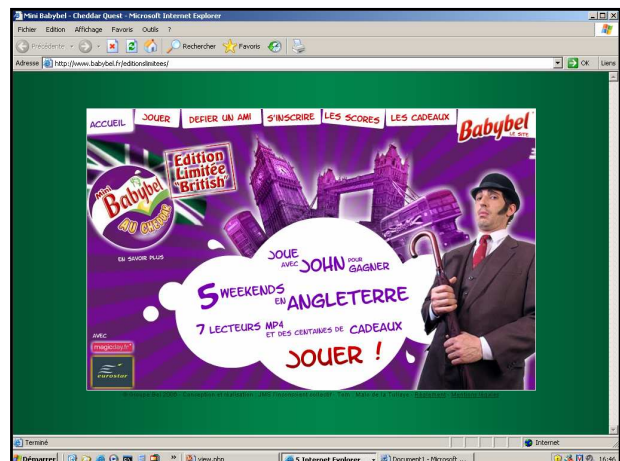 Mini Babybel - Cheddar Quest - Microsoft Internet Explorer
Fichier Edition Affichage Favoris Outils ?
Précédente Rechercher Favoris
Adresse http://www.babybel.fr/editionslimitees/ OK Liens
ACCUEIL JOUER DEFIER UN AMI S'INSCRIRE LES SCORES LES CADEAUX
Babybel
LE SITE
Edition
Limitée
"British"
Mini
Babybel
AU CHEDDAR
EN SAVOIR PLUS
JOUE
AVEC JOHN POUR GAGNER
5 WEEKENDS EN ANGLETERRE
7 LECTEURS MP4
ET DES CENTAINES DE CADEAUX
JOUER !
AVEC
magicday.fr
eurostar
Terminé Internet
Démarrer view.php 5 Internet Explorer Document1 - Microsoft ... 16:46